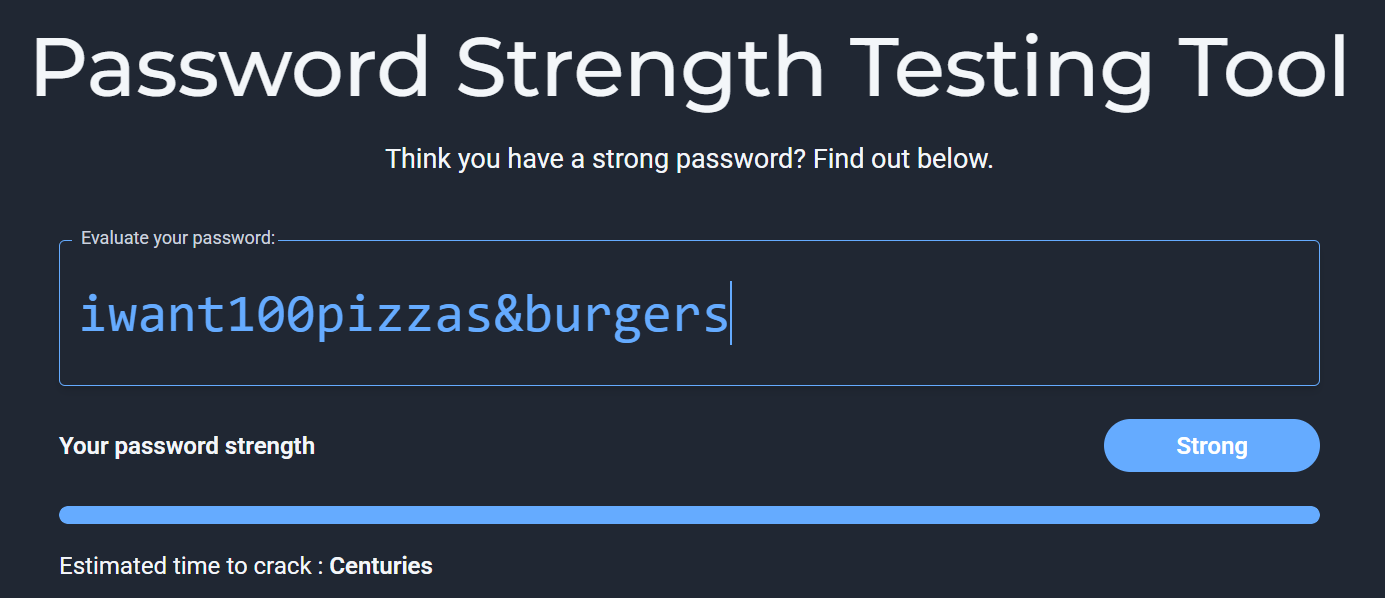 Password Strength Testing Tool
Think you have a strong password? Find out below.
Evaluate your password:
iwant100pizzas&burgers
Your password strength
Strong
Estimated time to crack : Centuries